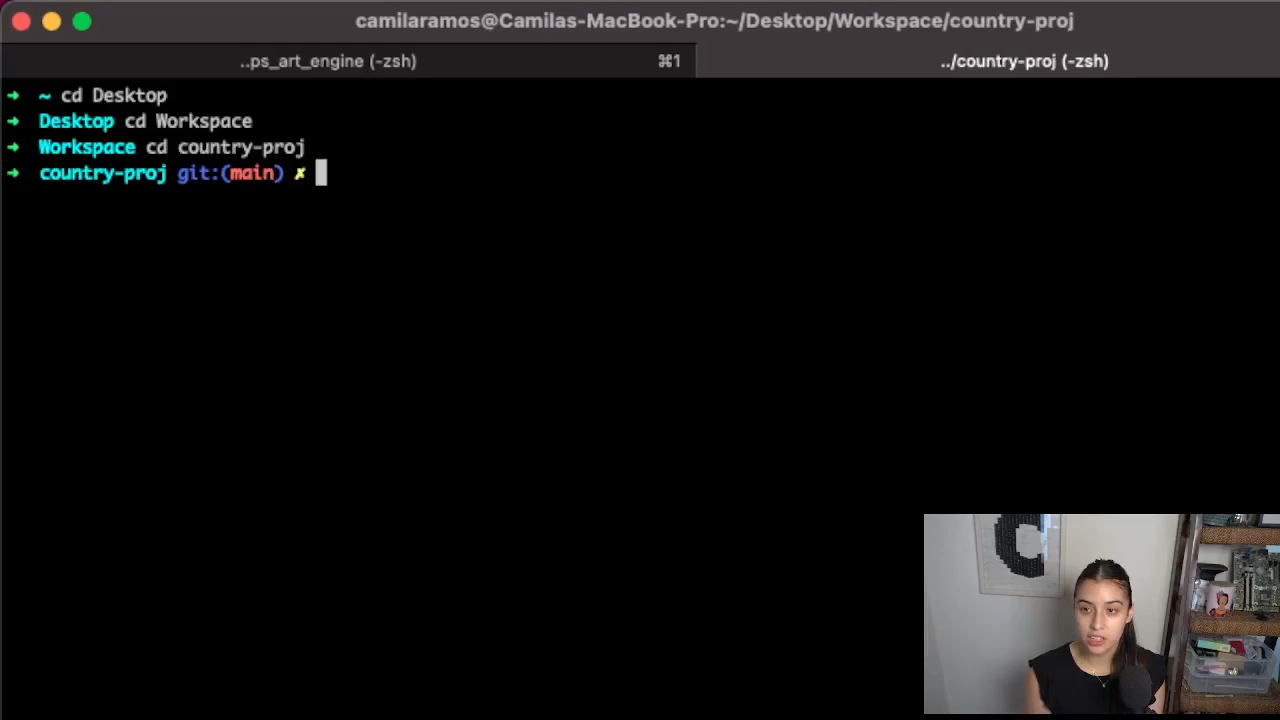 camilaramos@Camilas-MacBook-Pro:~/Desktop/Workspace/country-proj
..ps_art_engine (-zsh) ⌘1 ../country-proj (-zsh)
➜ ~ cd Desktop
➜ Desktop cd Workspace
➜ Workspace cd country-proj
➜ country-proj git:(main) ✗